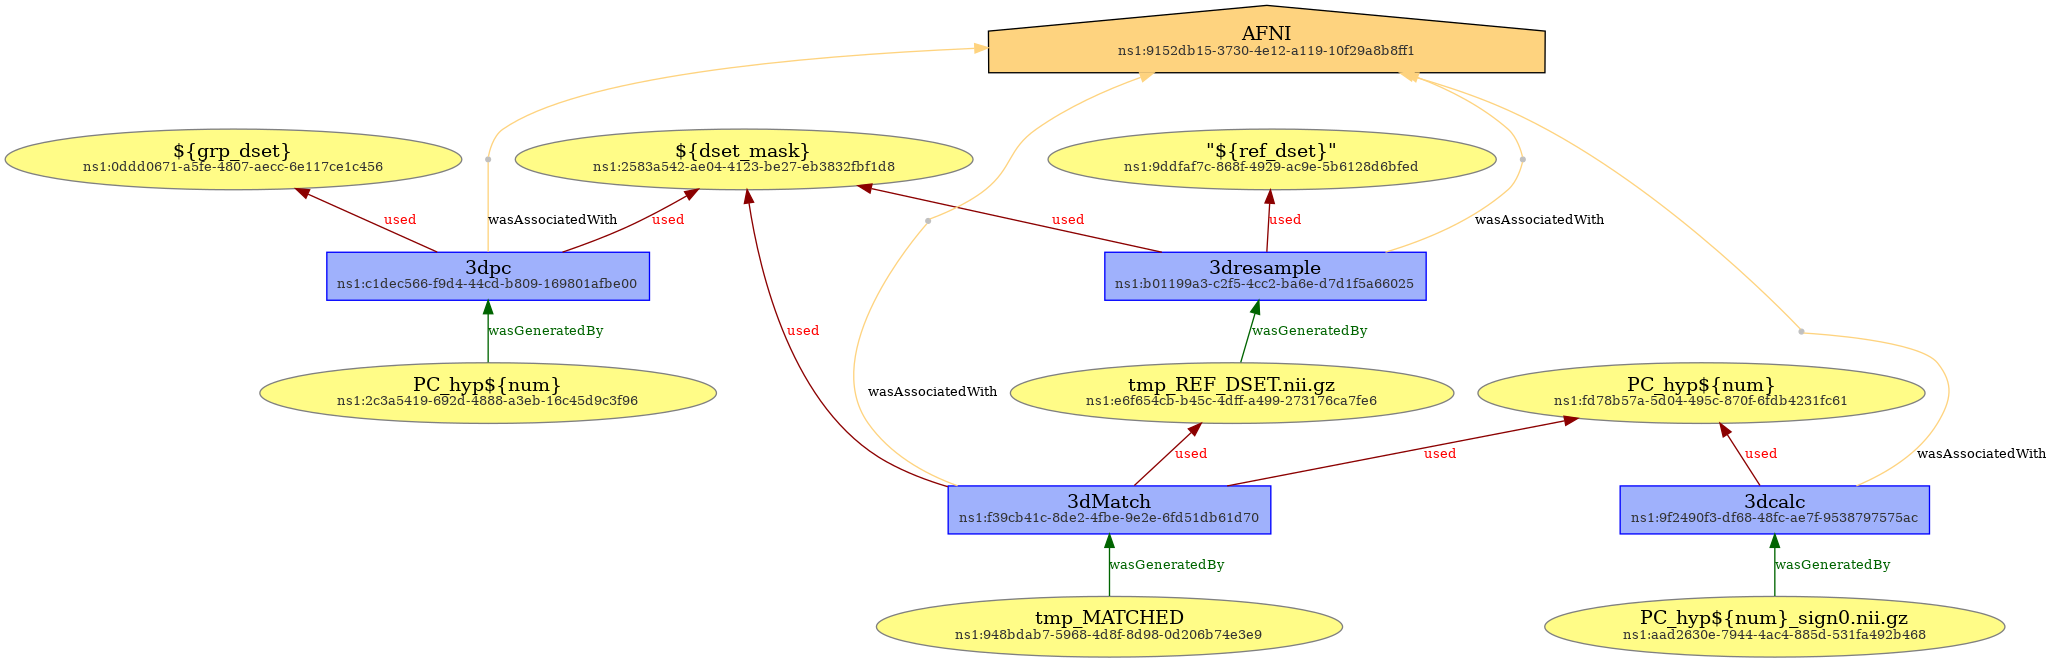 AFNI
ns1:9152db15-3730-4e12-a119-10f29a8b8ff1
${grp_dset}
ns1:0ddd0671-a5fe-4807-aecc-6e117ce1c456
${dset_mask}
ns1:2583a542-ae04-4123-be27-eb3832fbf1d8
"${ref_dset}"
ns1:9ddfaf7c-868f-4929-ac9e-5b6128d6bfed
used
wasAssociatedWith
used
used
used
wasAssociatedWith
3dpc
ns1:c1dec566-f9d4-44cd-b809-169801afbe00
3dresample
ns1:b01199a3-c2f5-4cc2-ba6e-d7d1f5a66025
wasGeneratedBy
used
wasGeneratedBy
PC_hyp${num}
ns1:2c3a5419-692d-4888-a3eb-16c45d9c3f96
wasAssociatedWith
tmp_REF_DSET.nii.gz
ns1:e6f654cb-b45c-4dff-a499-273176ca7fe6
PC_hyp${num}
ns1:fd78b57a-5d04-495c-870f-6fdb4231fc61
used
used
used
wasAssociatedWith
3dMatch
ns1:f39cb41c-8de2-4fbe-9e2e-6fd51db61d70
3dcalc
ns1:9f2490f3-df68-48fc-ae7f-9538797575ac
wasGeneratedBy
wasGeneratedBy
tmp_MATCHED
ns1:948bdab7-5968-4d8f-8d98-0d206b74e3e9
PC_hyp${num}_sign0.nii.gz
ns1:aad2630e-7944-4ac4-885d-531fa492b468